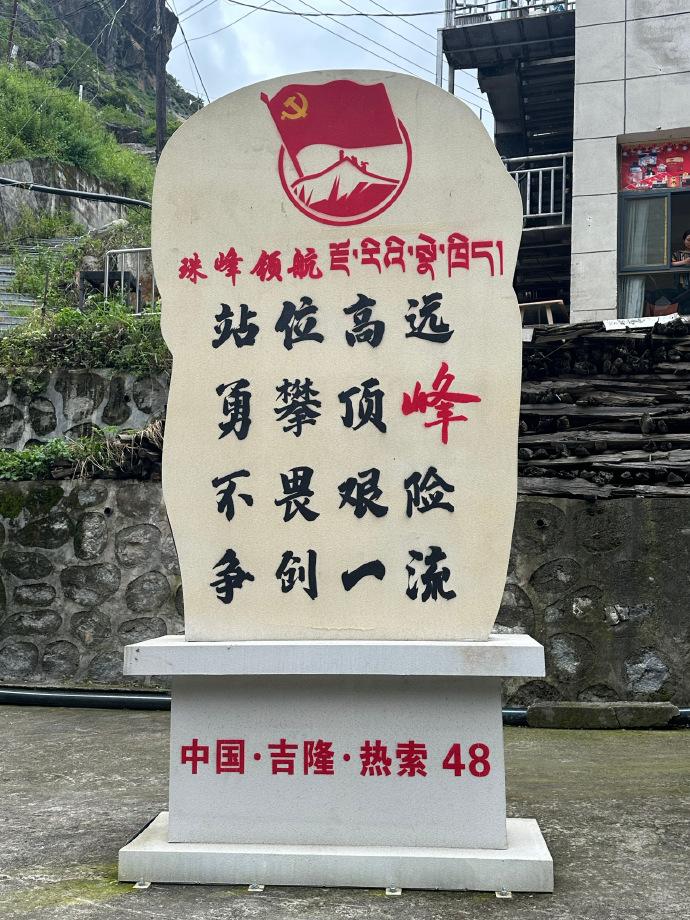 珠峰领航
站位高远
勇攀顶峰
不畏艰险
争创一流
中国·吉隆·热索 48